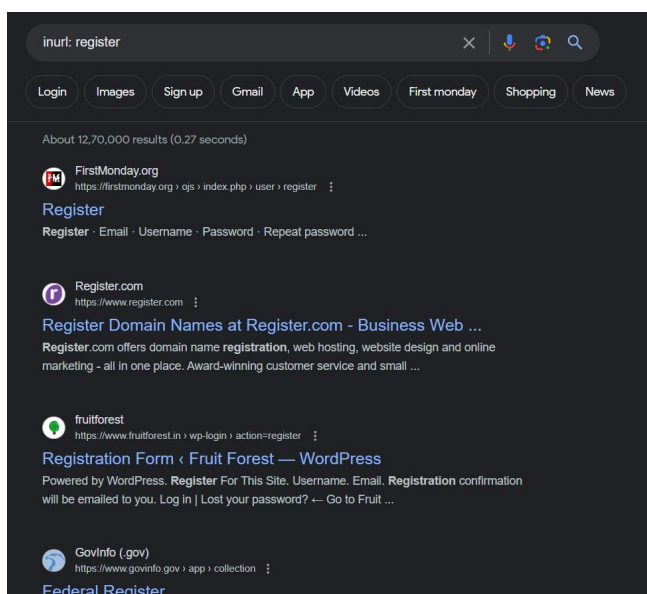 inurl: register
Login Images Sign up Gmail App Videos First monday Shopping News
About 12,70,000 results (0.27 seconds)
FM
FirstMonday.org
https://firstmonday.org › ojs › index.php › user › register
Register
Register · Email · Username · Password · Repeat password ...
r
Register.com
https://www.register.com
Register Domain Names at Register.com - Business Web ...
Register.com offers domain name registration, web hosting, website design and online
marketing - all in one place. Award-winning customer service and small ...
fruitforest
https://www.fruitforest.in › wp-login › action=register
Registration Form ‹ Fruit Forest — WordPress
Powered by WordPress. Register For This Site. Username. Email. Registration confirmation
will be emailed to you. Log in | Lost your password? ← Go to Fruit ...
GovInfo (.gov)
https://www.govinfo.gov › app › collection
Federal Register